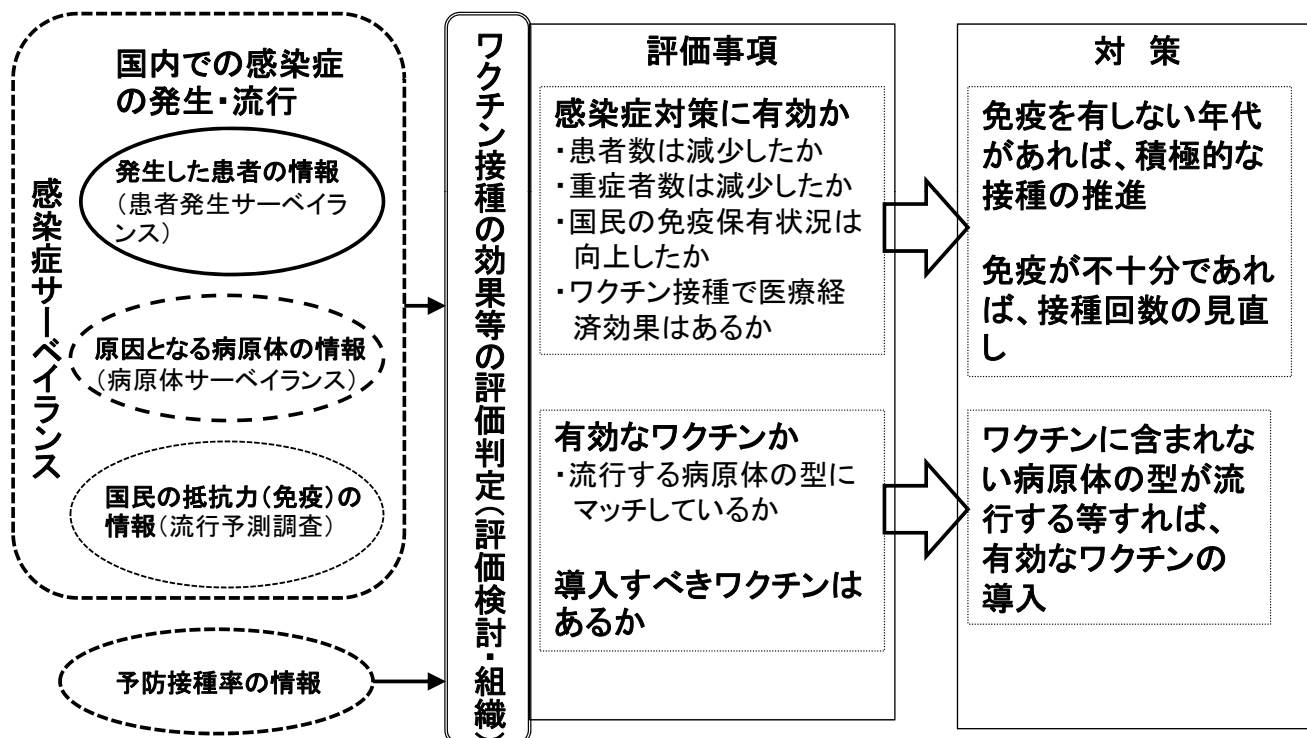 国内での感染症
の発生・流行
発生した患者の情報
（患者発生サーベイラ
ンス）
原因となる病原体の情報
（病原体サーベイランス）
国民の抵抗力（免疫）の
情報（流行予測調査）
感染症サーベイランス
予防接種率の情報
ワクチン接種の効果等の評価判定（評価検討・組織）
評価事項
感染症対策に有効か
・患者数は減少したか
・重症者数は減少したか
・国民の免疫保有状況は
向上したか
・ワクチン接種で医療経
済効果はあるか
有効なワクチンか
・流行する病原体の型に
マッチしているか
導入すべきワクチンは
あるか
対　策
免疫を有しない年代
があれば、積極的な
接種の推進
免疫が不十分であれ
ば、接種回数の見直
し
ワクチンに含まれな
い病原体の型が流
行する等すれば、
有効なワクチンの
導入